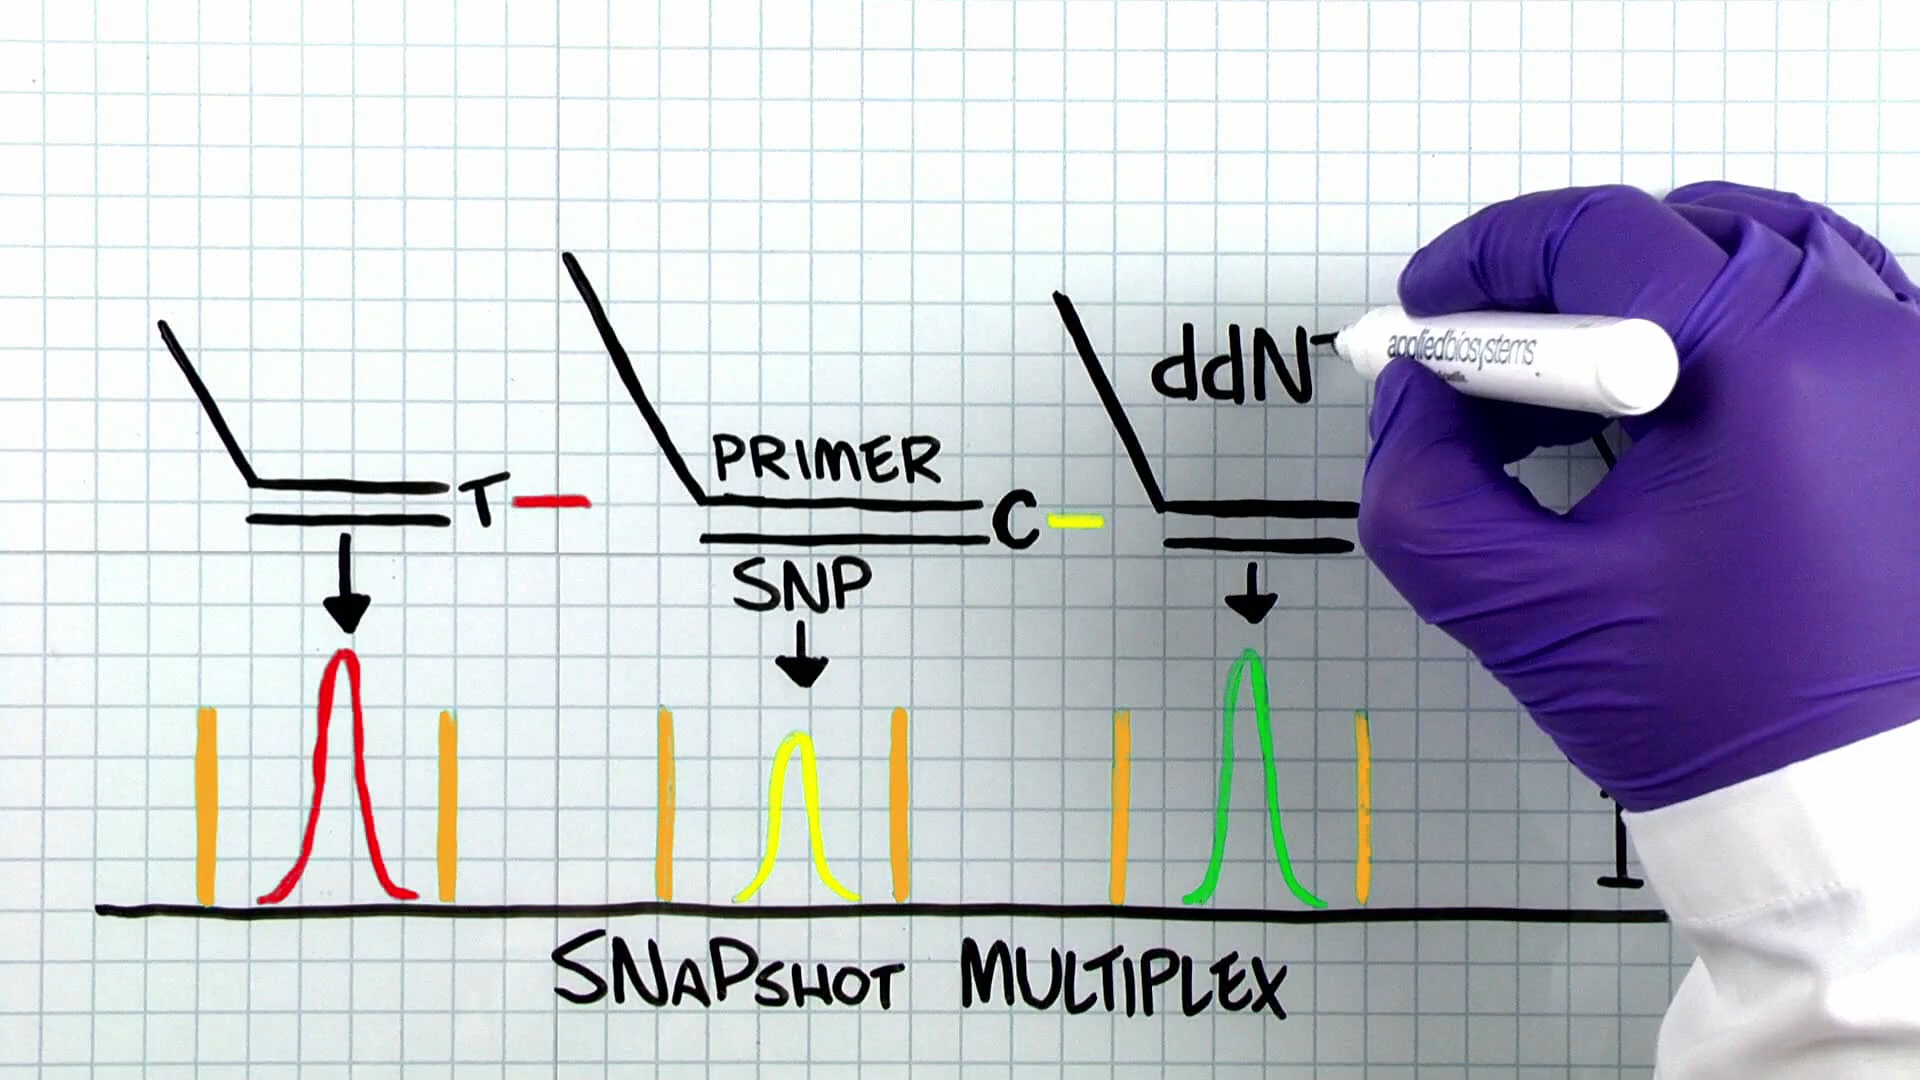 ddN
appliedbiosystems
PRIMER
T
C
SNP
SNaPshot MULTIPLEX